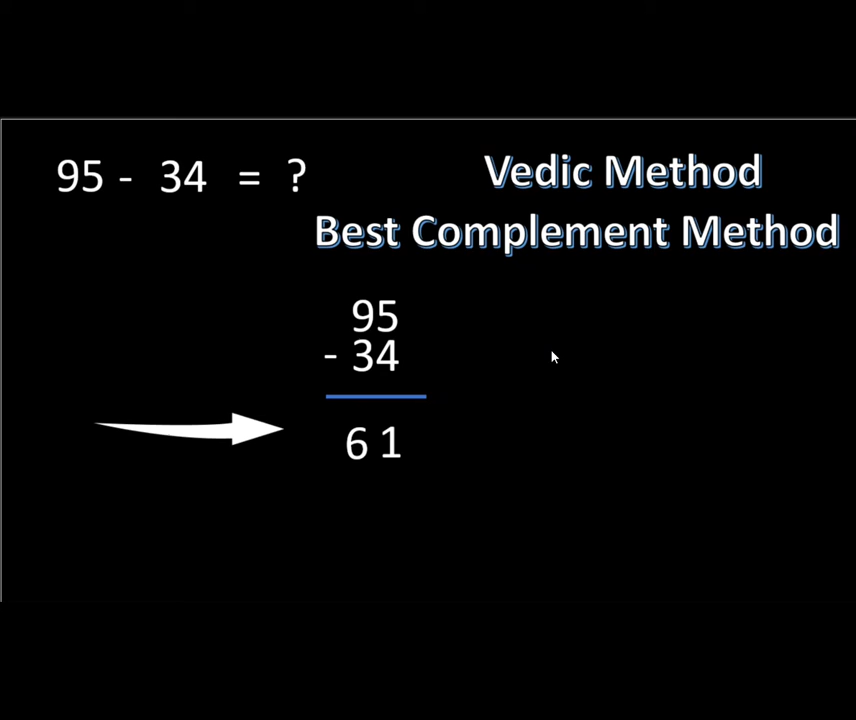 95 - 34 = ?
Vedic Method
Best Complement Method
95
- 34
6 1